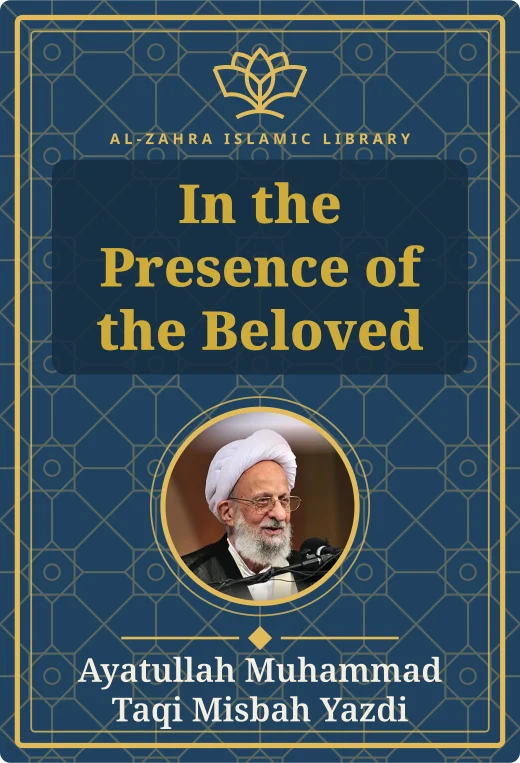 AL-ZAHRA ISLAMIC LIBRARY
In the
Presence of
the Beloved
Ayatullah Muhammad
Taqi Misbah Yazdi